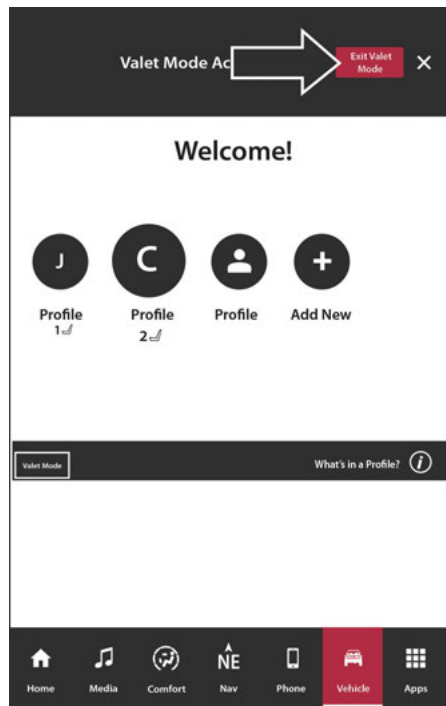 Valet Mode Ac
Exit Valet
Mode
Welcome!
J
C
Profile
1
Profile
2
Profile
Add New
Valet Mode
What's in a Profile?
i
NE
Home
Media
Comfort
Nav
Phone
Vehicle
Apps